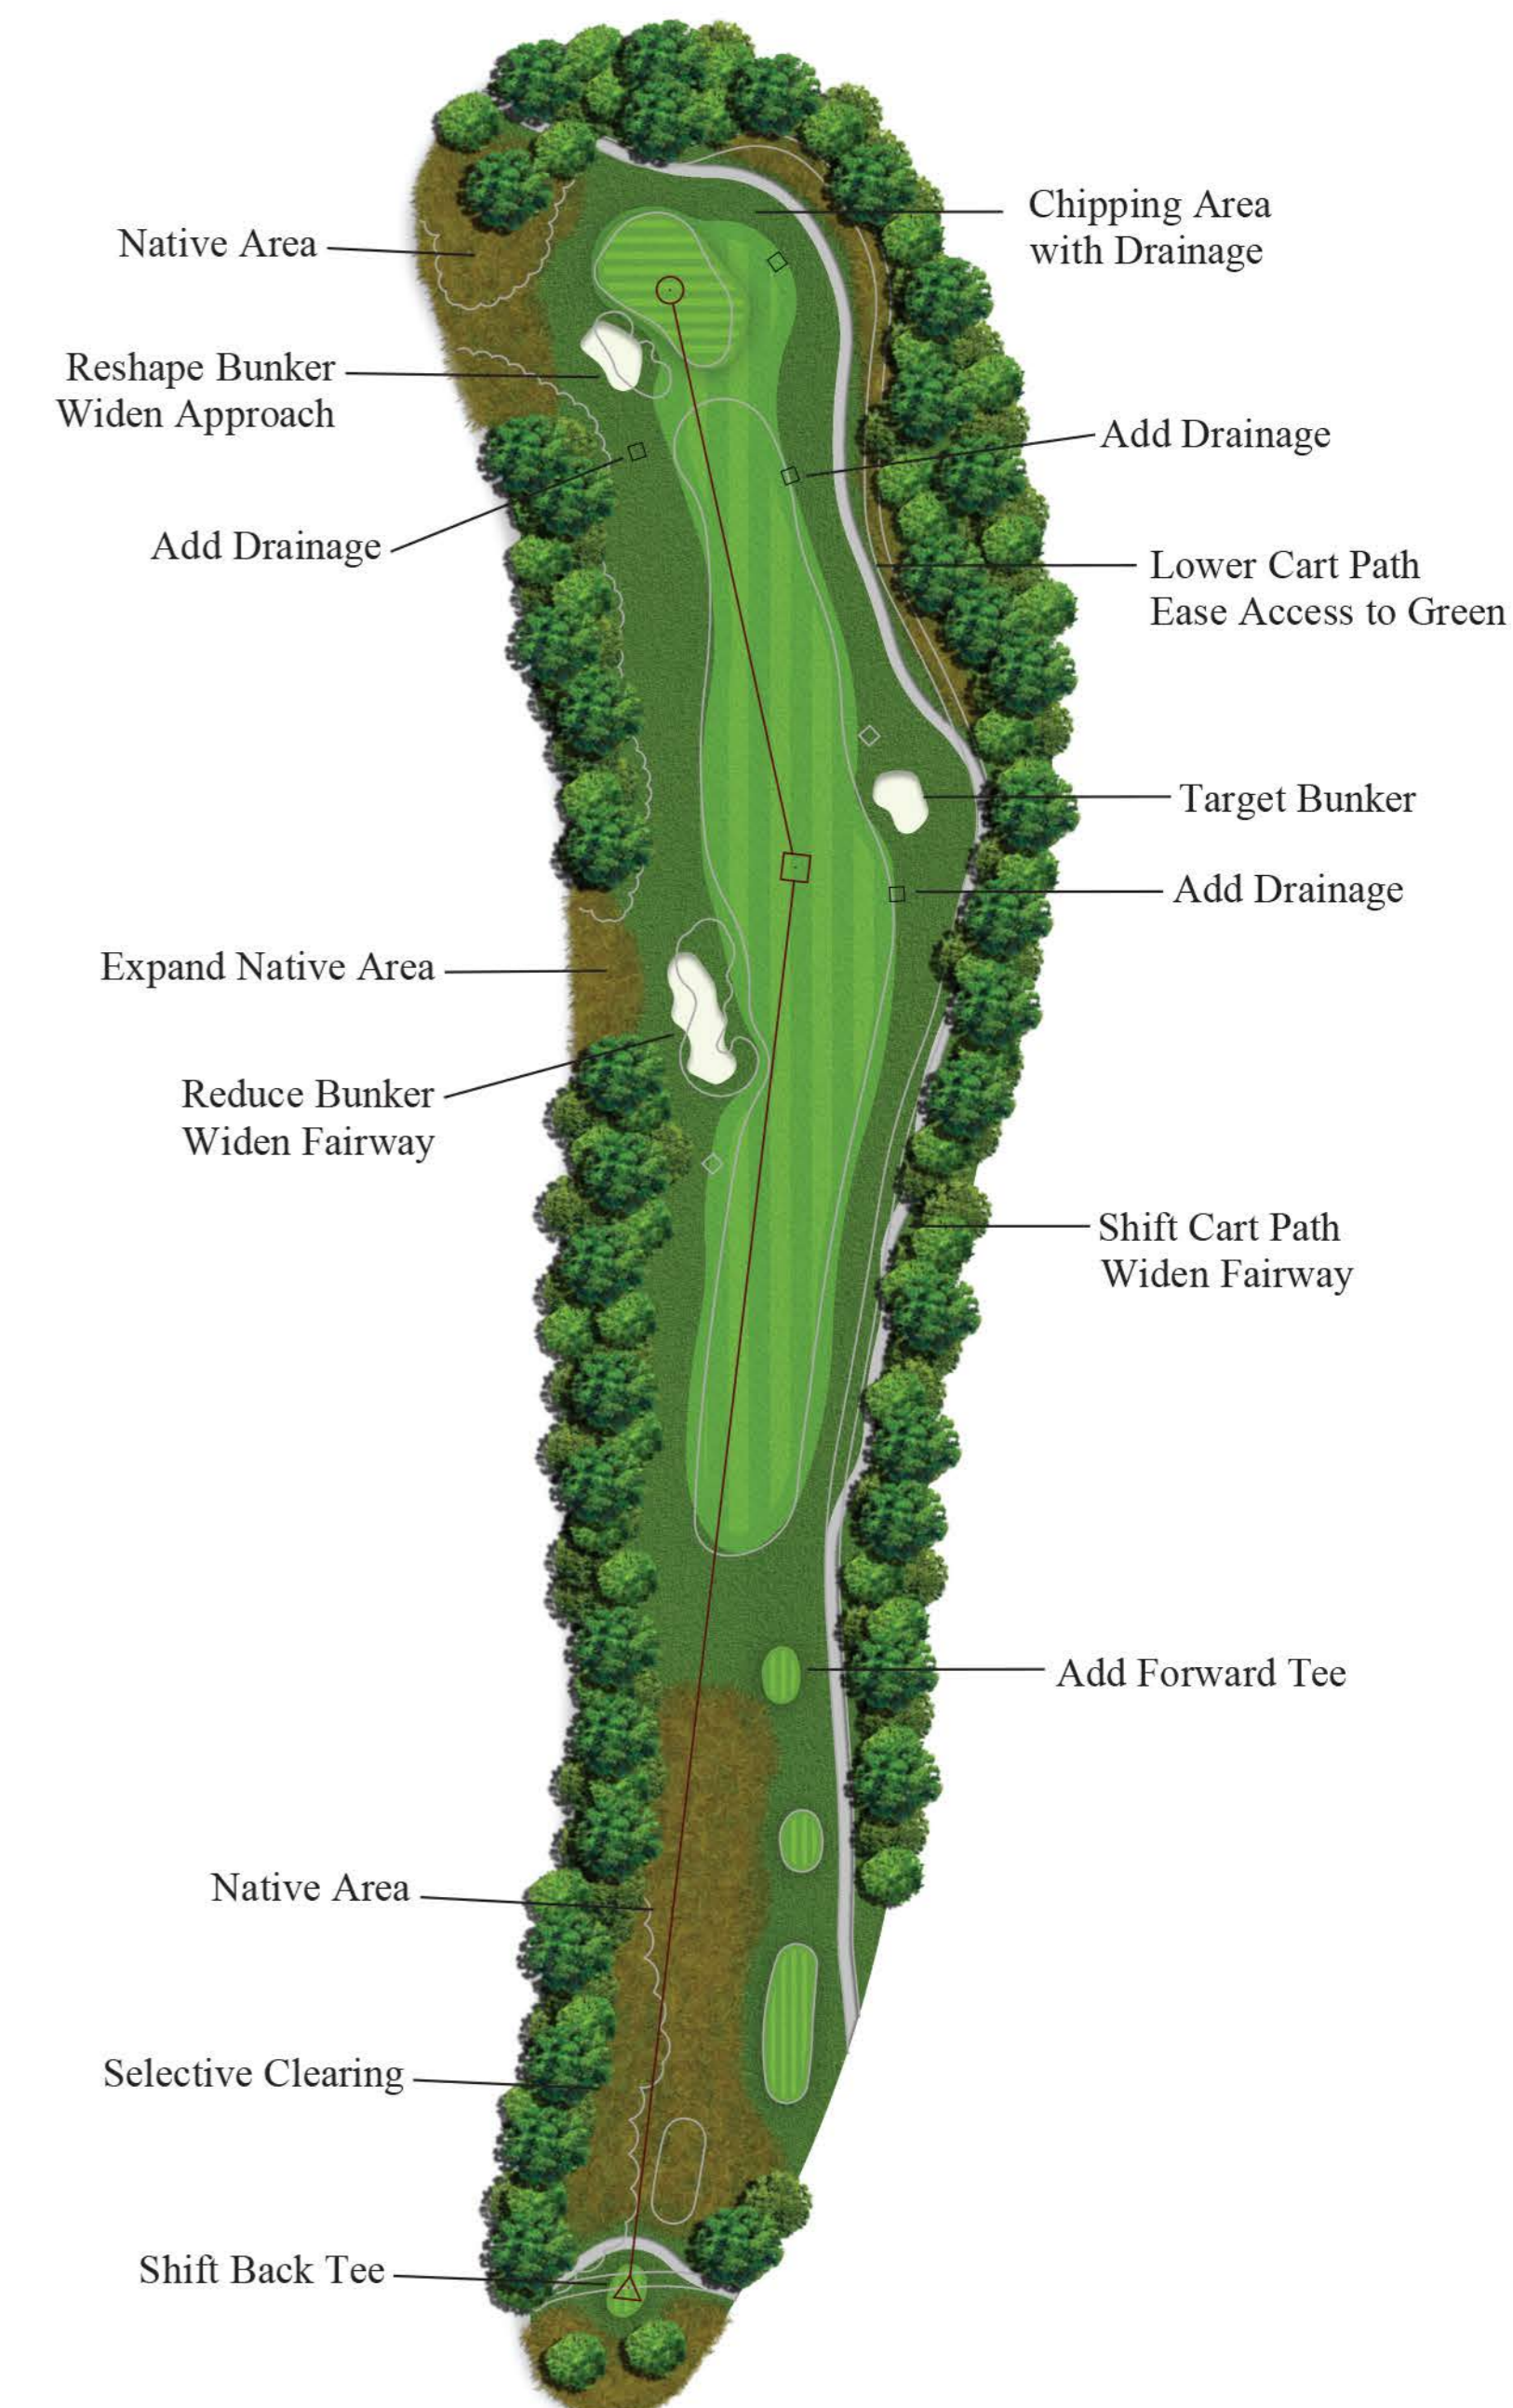 Chipping Area
with Drainage
Native Area
Reshape Bunker
Widen Approach
Add Drainage
Add Drainage
Lower Cart Path
Ease Access to Green
Target Bunker
Add Drainage
Expand Native Area
Reduce Bunker
Widen Fairway
Shift Cart Path
Widen Fairway
Add Forward Tee
Native Area
Selective Clearing
Shift Back Tee